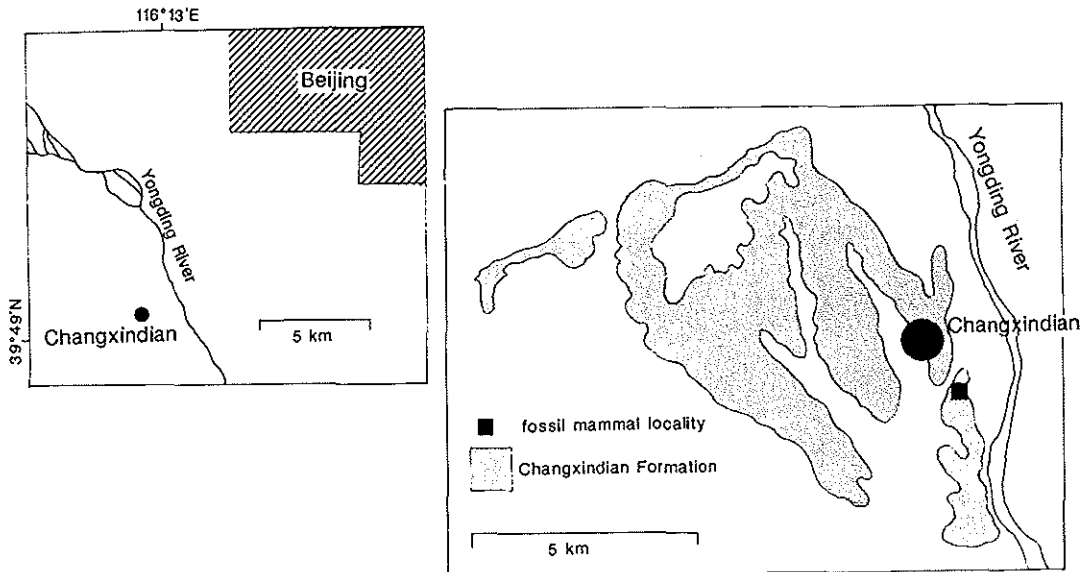 116°13'E
Beijing
Yongding River
39°49'N
Changxindian
5 km
Yongding River
Changxindian
fossil mammal locality
Changxindian Formation
5 km